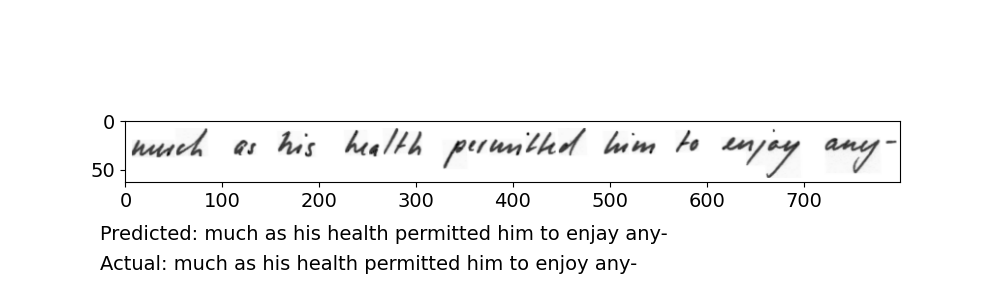 0
much as his health permitted him to enjoy any-
50
0 100 200 300 400 500 600 700
Predicted: much as his health permitted him to enjay any-
Actual: much as his health permitted him to enjoy any-